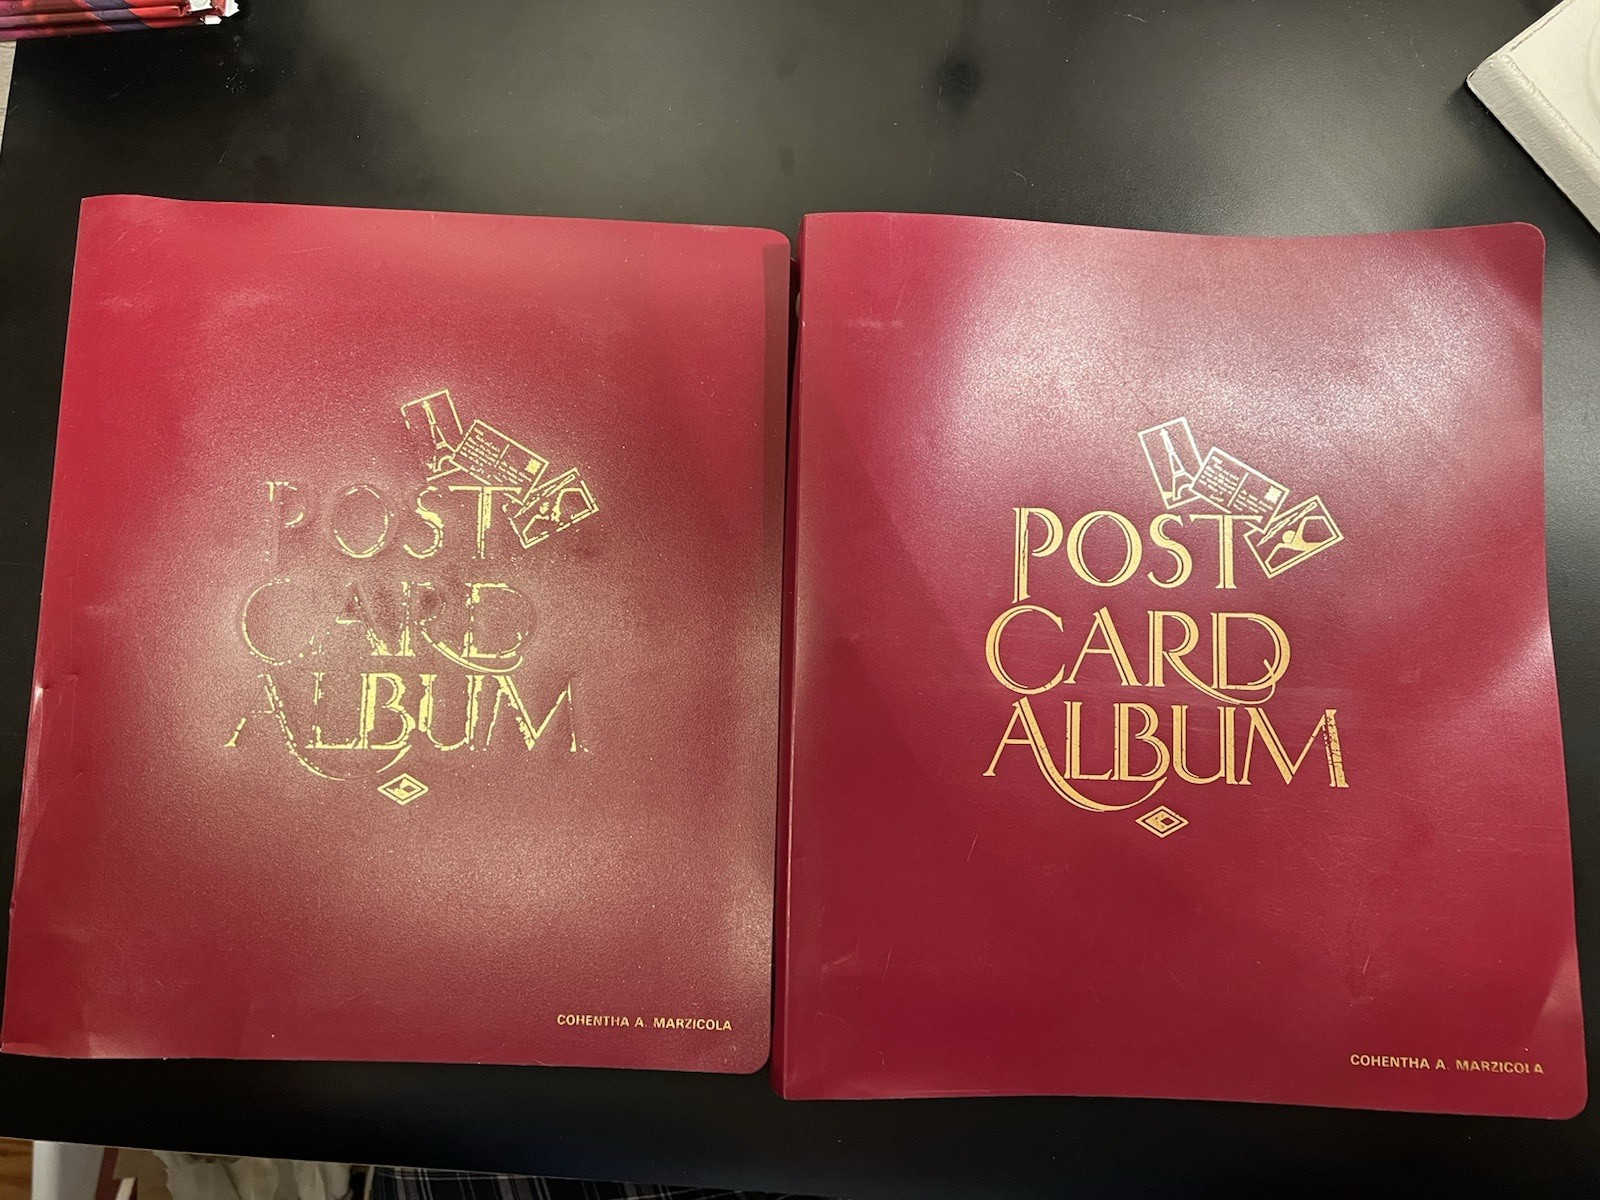 POST
CARD
ALBUM
COHENTHA A. MARZICOLA
POST
CARD
ALBUM
COHENTHA A. MARZICOLA